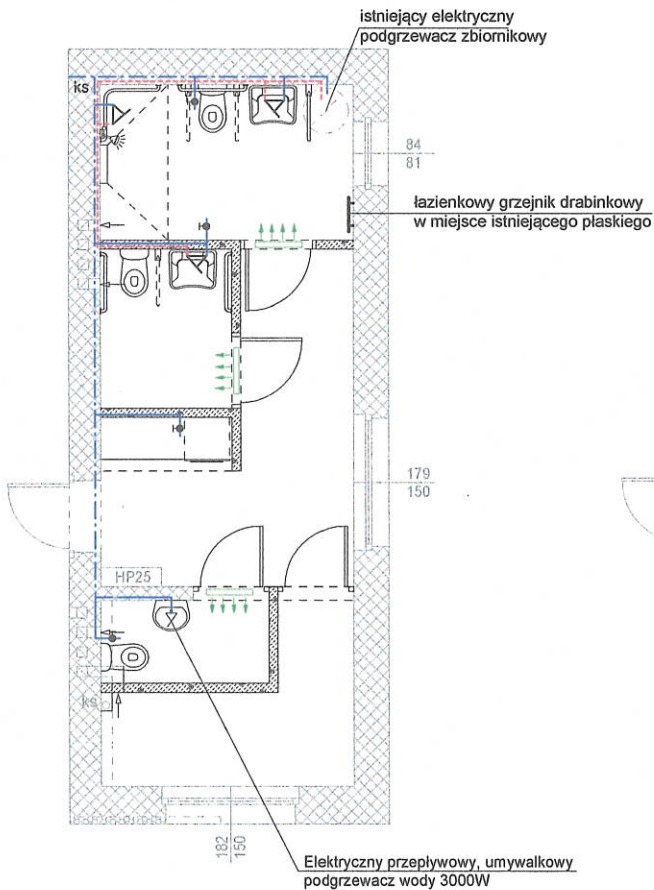 istniejący elektryczny
podgrzewacz zbiornikowy
ks
84
81
łazienkowy grzejnik drabinkowy
w miejsce istniejącego płaskiego
179
150
HP25
ks
182
150
Elektryczny przepływowy, umywalkowy
podgrzewacz wody 3000W